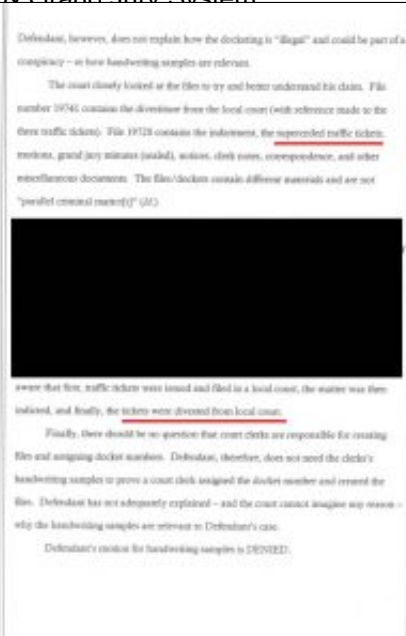 Defendant, however, does not explain how the docketing is "illegal" and could be part of a
conspiracy – or how handwriting samples are relevant.
The court closely looked at the files to try and better understand his claim. File
number 19741 contains the divestiture from the local court (with reference made to the
three traffic tickets). File 19728 contains the indictment, the superceded traffic tickets,
motions, grand jury minutes (sealed), notices, clerk notes, correspondence, and other
miscellaneous documents. The files/dockets contain different materials and are not
"parallel criminal matter[s]" (Id.)
aware that first, traffic tickets were issued and filed in a local court, the matter was then
indicted, and finally, the tickets were divested from local court.
Finally, there should be no question that court clerks are responsible for creating
files and assigning docket numbers. Defendant, therefore, does not need the clerk's
handwriting samples to prove a court clerk assigned the docket number and created the
files. Defendant has not adequately explained – and the court cannot imagine any reason –
why the handwriting samples are relevant to Defendant's case.
Defendant's motion for handwriting samples is DENIED.